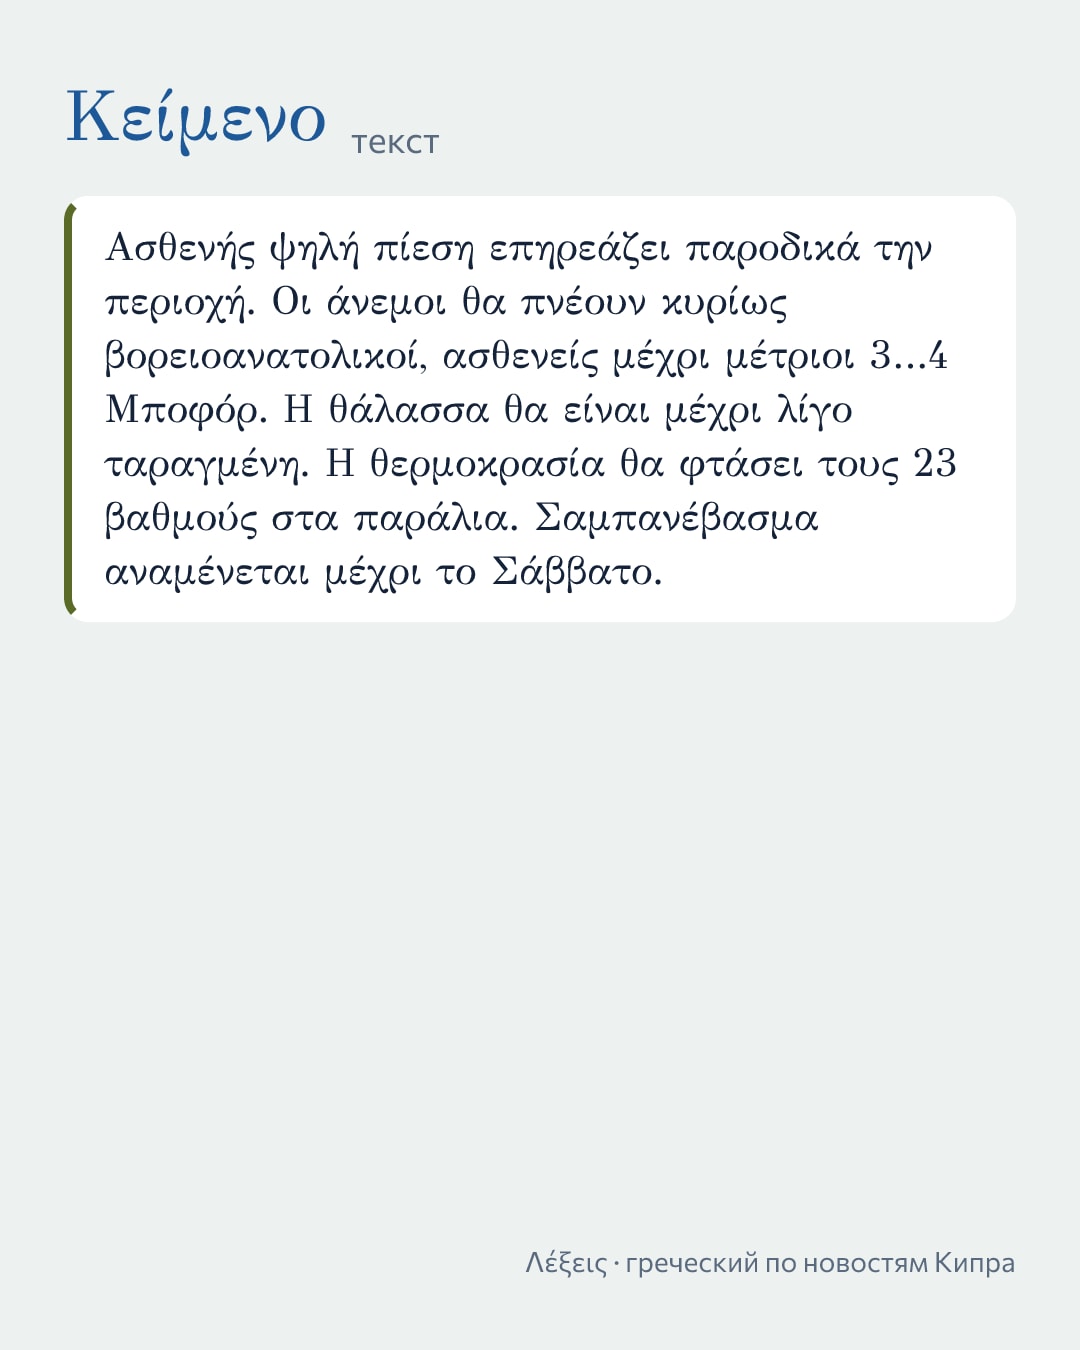 Κείμενο текст
Ασθενής ψηλή πίεση επηρεάζει παροδικά την
περιοχή. Οι άνεμοι θα πνέουν κυρίως
βορειοανατολικοί, ασθενείς μέχρι μέτριοι 3...4
Μποφόρ. Η θάλασσα θα είναι μέχρι λίγο
ταραγμένη. Η θερμοκρασία θα φτάσει τους 23
βαθμούς στα παράλια. Σαμπανέβασμα
αναμένεται μέχρι το Σάββατο.
Λέξεις · греческий по новостям Кипра